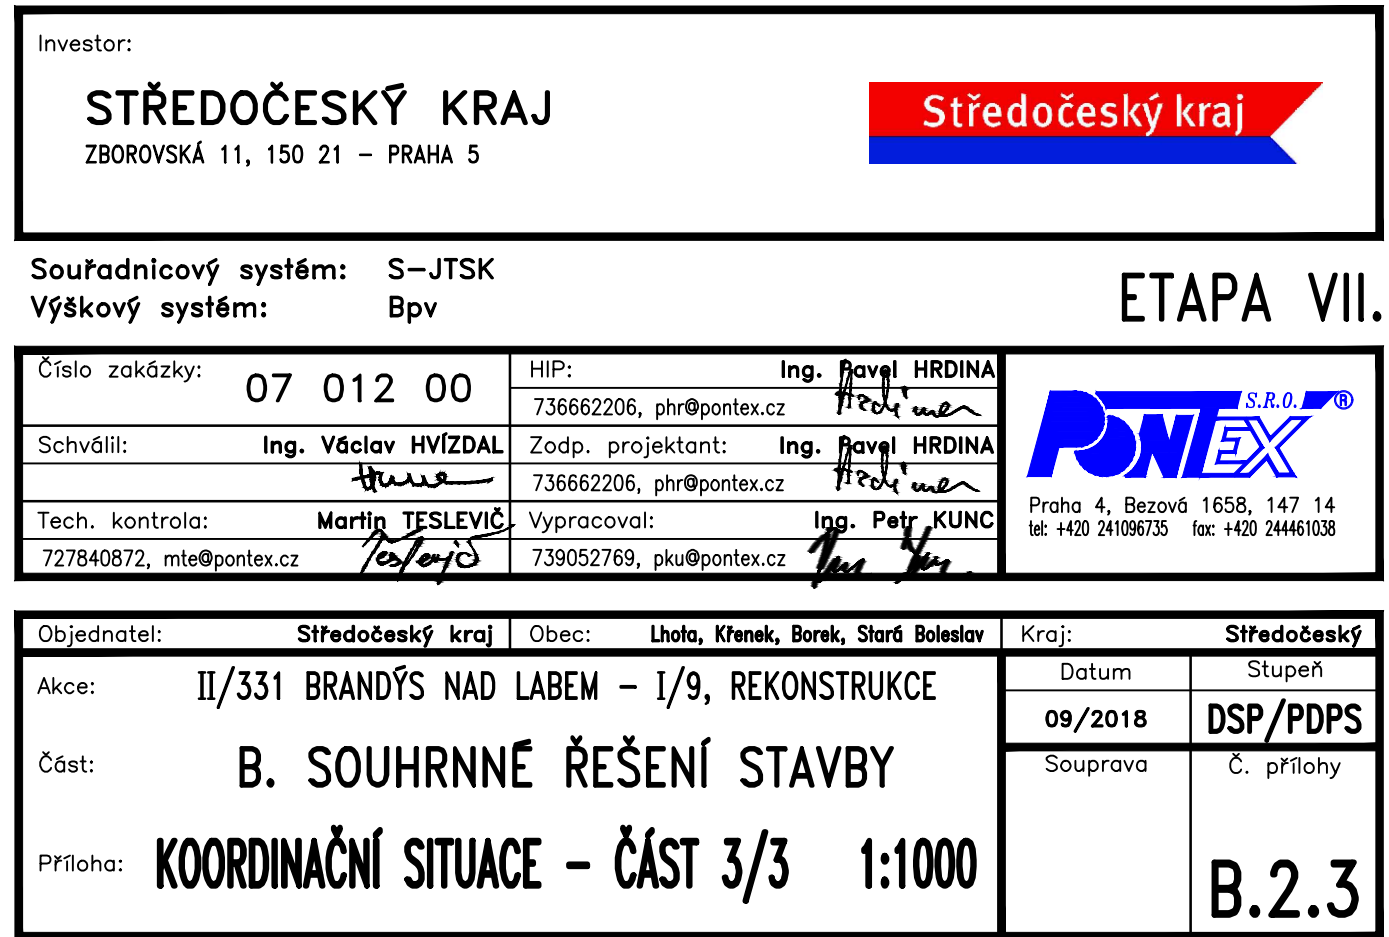 Investor:
STŘEDOČESKÝ KRAJ
ZBOROVSKÁ 11, 150 21 – PRAHA 5
Středočeský kraj
Souřadnicový systém: S–JTSK
Výškový systém: Bpv
ETAPA VII.
Číslo zakázky: 07 012 00
HIP: Ing. Pavel HRDINA
736662206, phr@pontex.cz
Schválil: Ing. Václav HVÍZDAL
Zodp. projektant: Ing. Pavel HRDINA
736662206, phr@pontex.cz
Tech. kontrola: Martin TESLEVIČ
727840872, mte@pontex.cz
Vypracoval: Ing. Petr KUNC
739052769, pku@pontex.cz
PONTEX S.R.O. ®
Praha 4, Bezová 1658, 147 14
tel: +420 241096735 fax: +420 244461038
Objednatel: Středočeský kraj
Obec: Lhota, Křenek, Borek, Stará Boleslav
Kraj: Středočeský
Akce: II/331 BRANDÝS NAD LABEM – I/9, REKONSTRUKCE
Datum
09/2018
Stupeň
DSP/PDPS
Část: B. SOUHRNNÉ ŘEŠENÍ STAVBY
Souprava
Č. přílohy
Příloha: KOORDINAČNÍ SITUACE – ČÁST 3/3 1:1000
B.2.3